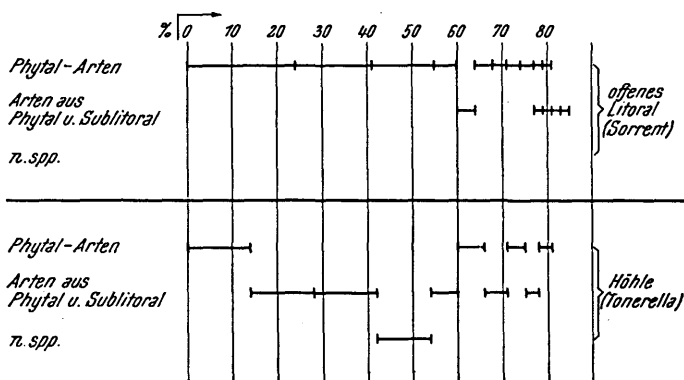 % 0 10 20 30 40 50 60 70 80
Phytal-Arten
Arten aus
Phytal u. Sublitoral
n. spp.
offenes
Litoral
(Sorrent)
Phytal-Arten
Arten aus
Phytal u. Sublitoral
n. spp.
Höhle
(Tonerella)